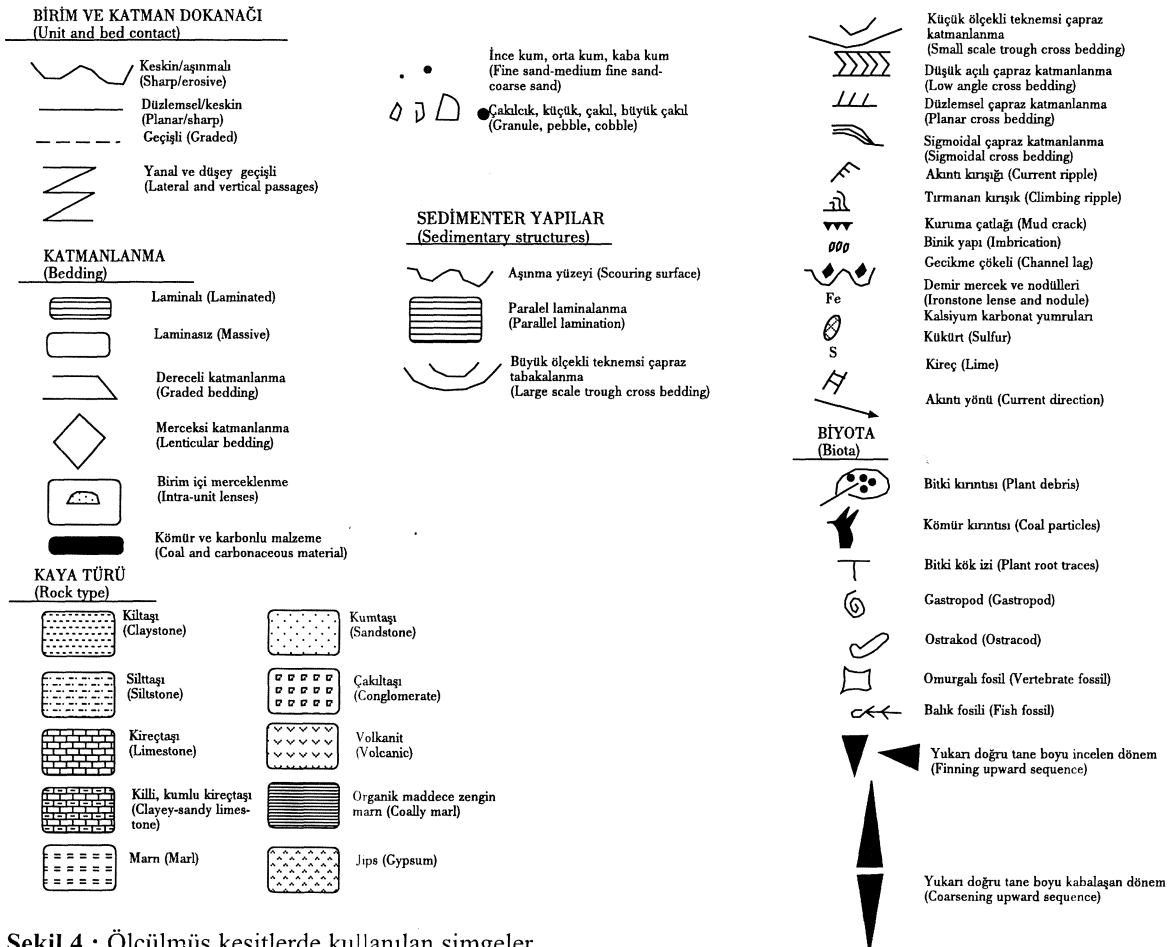 BİRİM VE KATMAN DOKANAĞI
(Unit and bed contact)
Keskin/aşınmalı
(Sharp/erosive)
Düzlemsel/keskin
(Planar/sharp)
Geçişli (Graded)
Yanal ve düşey geçişli
(Lateral and vertical passages)
KATMANLANMA
(Bedding)
Laminalı (Laminated)
Laminasız (Massive)
Dereceli katmanlanma
(Graded bedding)
Merceksi katmanlanma
(Lenticular bedding)
Birim içi merceklenme
(Intra-unit lenses)
Kömür ve karbonlu malzeme
(Coal and carbonaceous material)
KAYA TÜRÜ
(Rock type)
Kiltaşı
(Claystone)
Silttaşı
(Siltstone)
Kireçtaşı
(Limestone)
Killi, kumlu kireçtaşı
(Clayey-sandy limes-
tone)
Marn (Marl)
Kumtaşı
(Sandstone)
Çakıltaşı
(Conglomerate)
Volkanit
(Volcanic)
Organik maddece zengin
marn (Coally marl)
Jips (Gypsum)
İnce kum, orta kum, kaba kum
(Fine sand-medium fine sand-
coarse sand)
Çakılcık, küçük, çakıl, büyük çakıl
(Granule, pebble, cobble)
SEDİMENTER YAPILAR
(Sedimentary structures)
Aşınma yüzeyi (Scouring surface)
Paralel laminalanma
(Parallel lamination)
Büyük ölçekli teknemsi çapraz
tabakalanma
(Large scale trough cross bedding)
Küçük ölçekli teknemsi çapraz
katmanlanma
(Small scale trough cross bedding)
Düşük açılı çapraz katmanlanma
(Low angle cross bedding)
Düzlemsel çapraz katmanlanma
(Planar cross bedding)
Sigmoidal çapraz katmanlanma
(Sigmoidal cross bedding)
Akıntı kırışığı (Current ripple)
Tırmanan kırışık (Climbing ripple)
Kuruma çatlağı (Mud crack)
Binik yapı (Imbrication)
Gecikme çökeli (Channel lag)
Fe
Demir mercek ve nodülleri
(Ironstone lense and nodule)
Kalsiyum karbonat yumruları
S
Kükürt (Sulfur)
Kireç (Lime)
Akıntı yönü (Current direction)
BİYOTA
(Biota)
Bitki kırıntısı (Plant debris)
Kömür kırıntısı (Coal particles)
Bitki kök izi (Plant root traces)
Gastropod (Gastropod)
Ostrakod (Ostracod)
Omurgalı fosil (Vertebrate fossil)
Balık fosili (Fish fossil)
Yukarı doğru tane boyu incelen dönem
(Finning upward sequence)
Yukarı doğru tane boyu kabalaşan dönem
(Coarsening upward sequence)
Şekil 4 : Ölçülmüş kesitlerde kullanılan simgeler